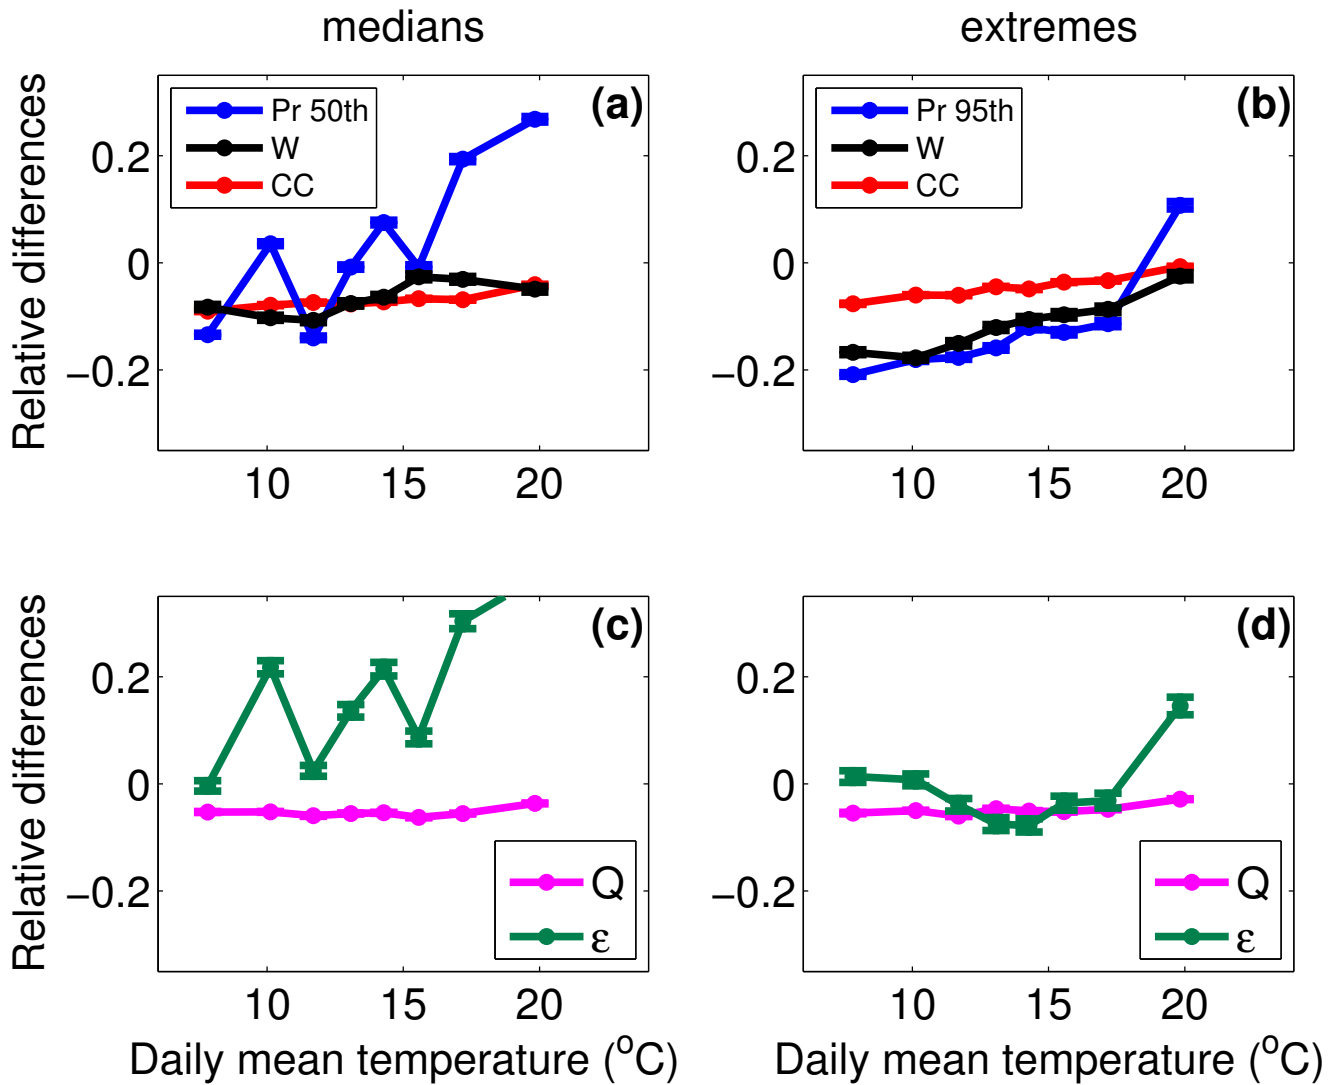 medians
extremes
Relative differences
0.2
0
−0.2
Pr 50th
W
CC
(a)
10 15 20
0.2
0
−0.2
Pr 95th
W
CC
(b)
10 15 20
Relative differences
0.2
0
−0.2
(c)
Q
ε
10 15 20
Daily mean temperature (°C)
0.2
0
−0.2
(d)
Q
ε
10 15 20
Daily mean temperature (°C)